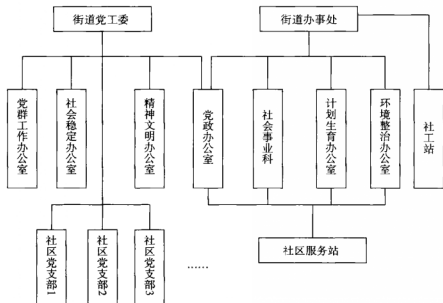 街道党工委
街道办事处
党群工作办公室
社会稳定办公室
精神文明办公室
党政办公室
社会事业科
计划生育办公室
环境整治办公室
社工站
社区党支部1
社区党支部2
社区党支部3
……
社区服务站